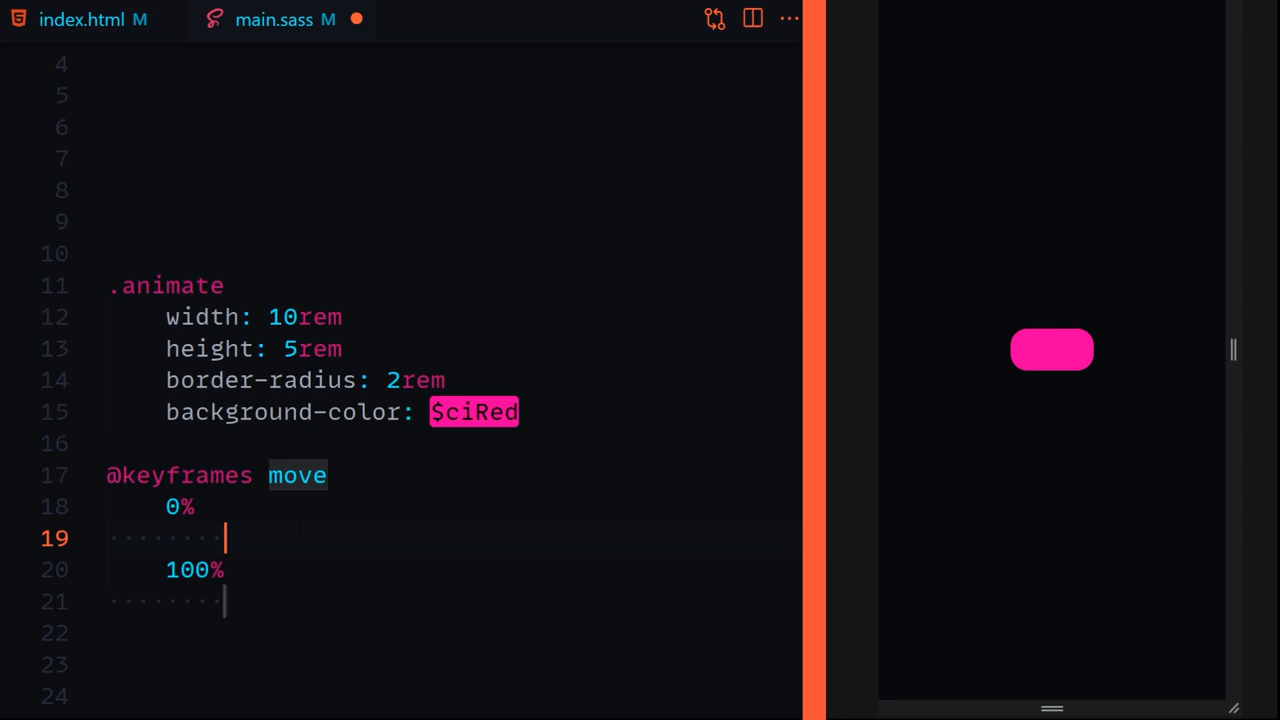 index.html M
main.sass M
4
5
6
7
8
9
10
11 .animate
12 width: 10rem
13 height: 5rem
14 border-radius: 2rem
15 background-color: $ciRed
16
17 @keyframes move
18 0%
19
20 100%
21
22
23
24